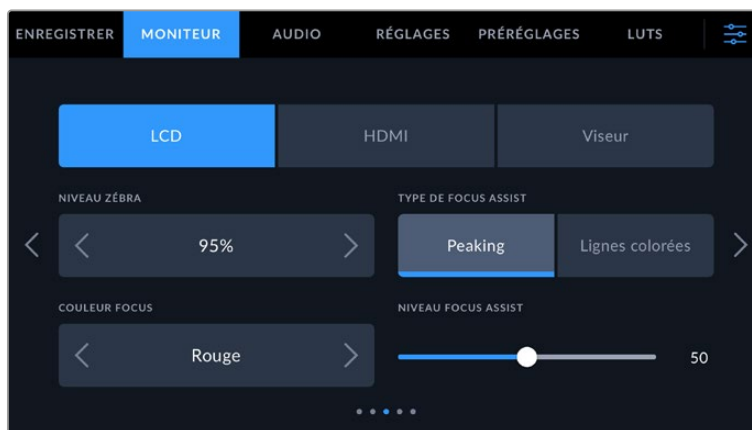 ENREGISTRER MONITEUR AUDIO RÉGLAGES PRÉRÉGLAGES LUTS
LCD HDMI Viseur
NIVEAU ZÉBRA TYPE DE FOCUS ASSIST
95% Peaking Lignes colorées
COULEUR FOCUS NIVEAU FOCUS ASSIST
Rouge 50